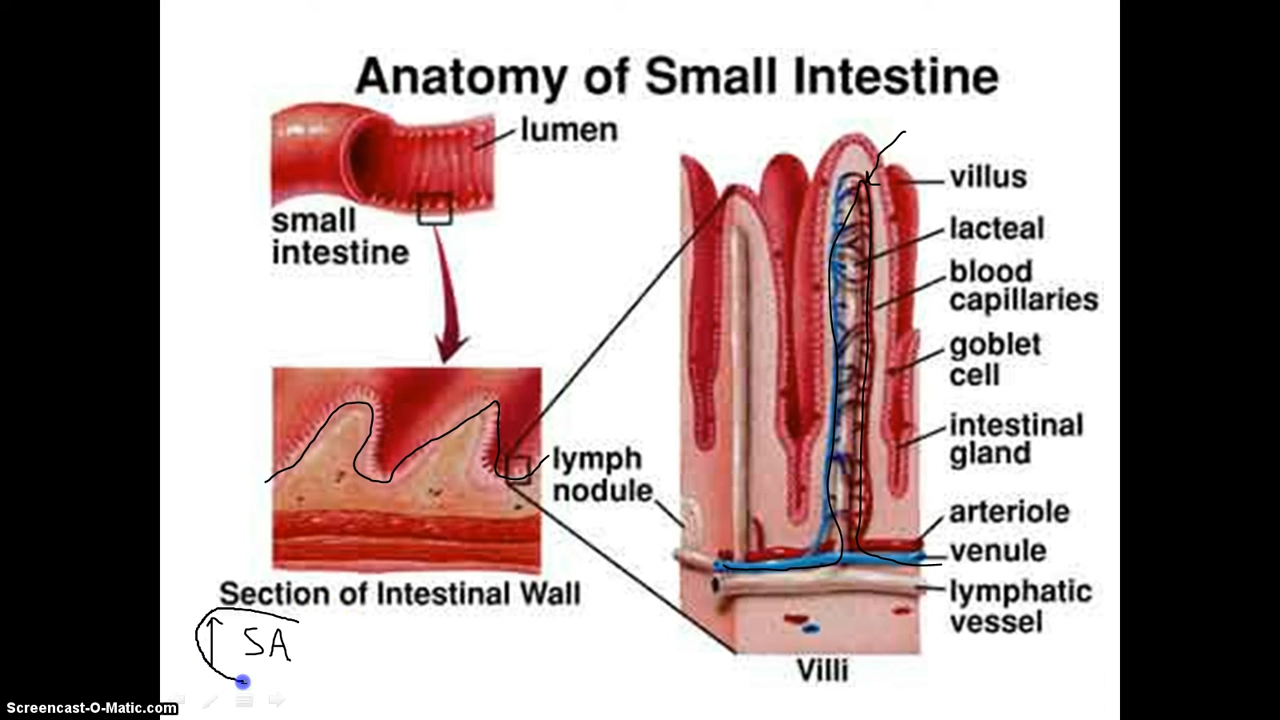 Anatomy of Small Intestine
lumen
small
intestine
lymph
nodule
Section of Intestinal Wall
↑ SA
villus
lacteal
blood
capillaries
goblet
cell
intestinal
gland
arteriole
venule
lymphatic
vessel
Villi
Screencast-O-Matic.com